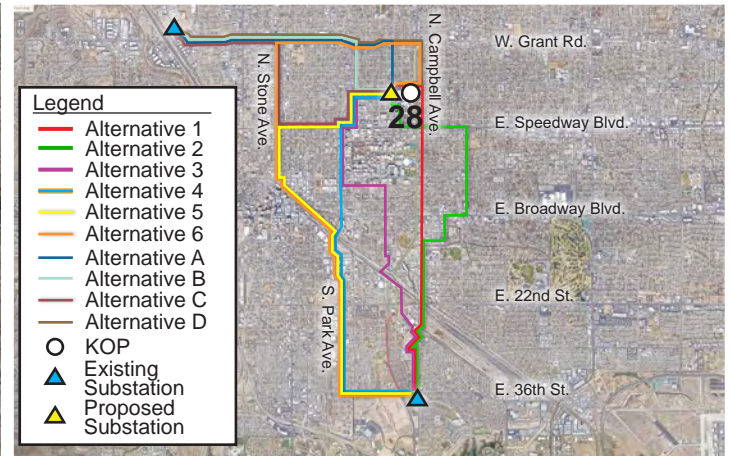 W. Grant Rd.
N. Campbell Ave.
N. Stone Ave.
Legend
Alternative 1
Alternative 2
Alternative 3
Alternative 4
Alternative 5
Alternative 6
Alternative A
Alternative B
Alternative C
Alternative D
KOP
Existing
Substation
Proposed
Substation
28
E. Speedway Blvd.
E. Broadway Blvd.
E. 22nd St.
S. Park Ave.
E. 36th St.